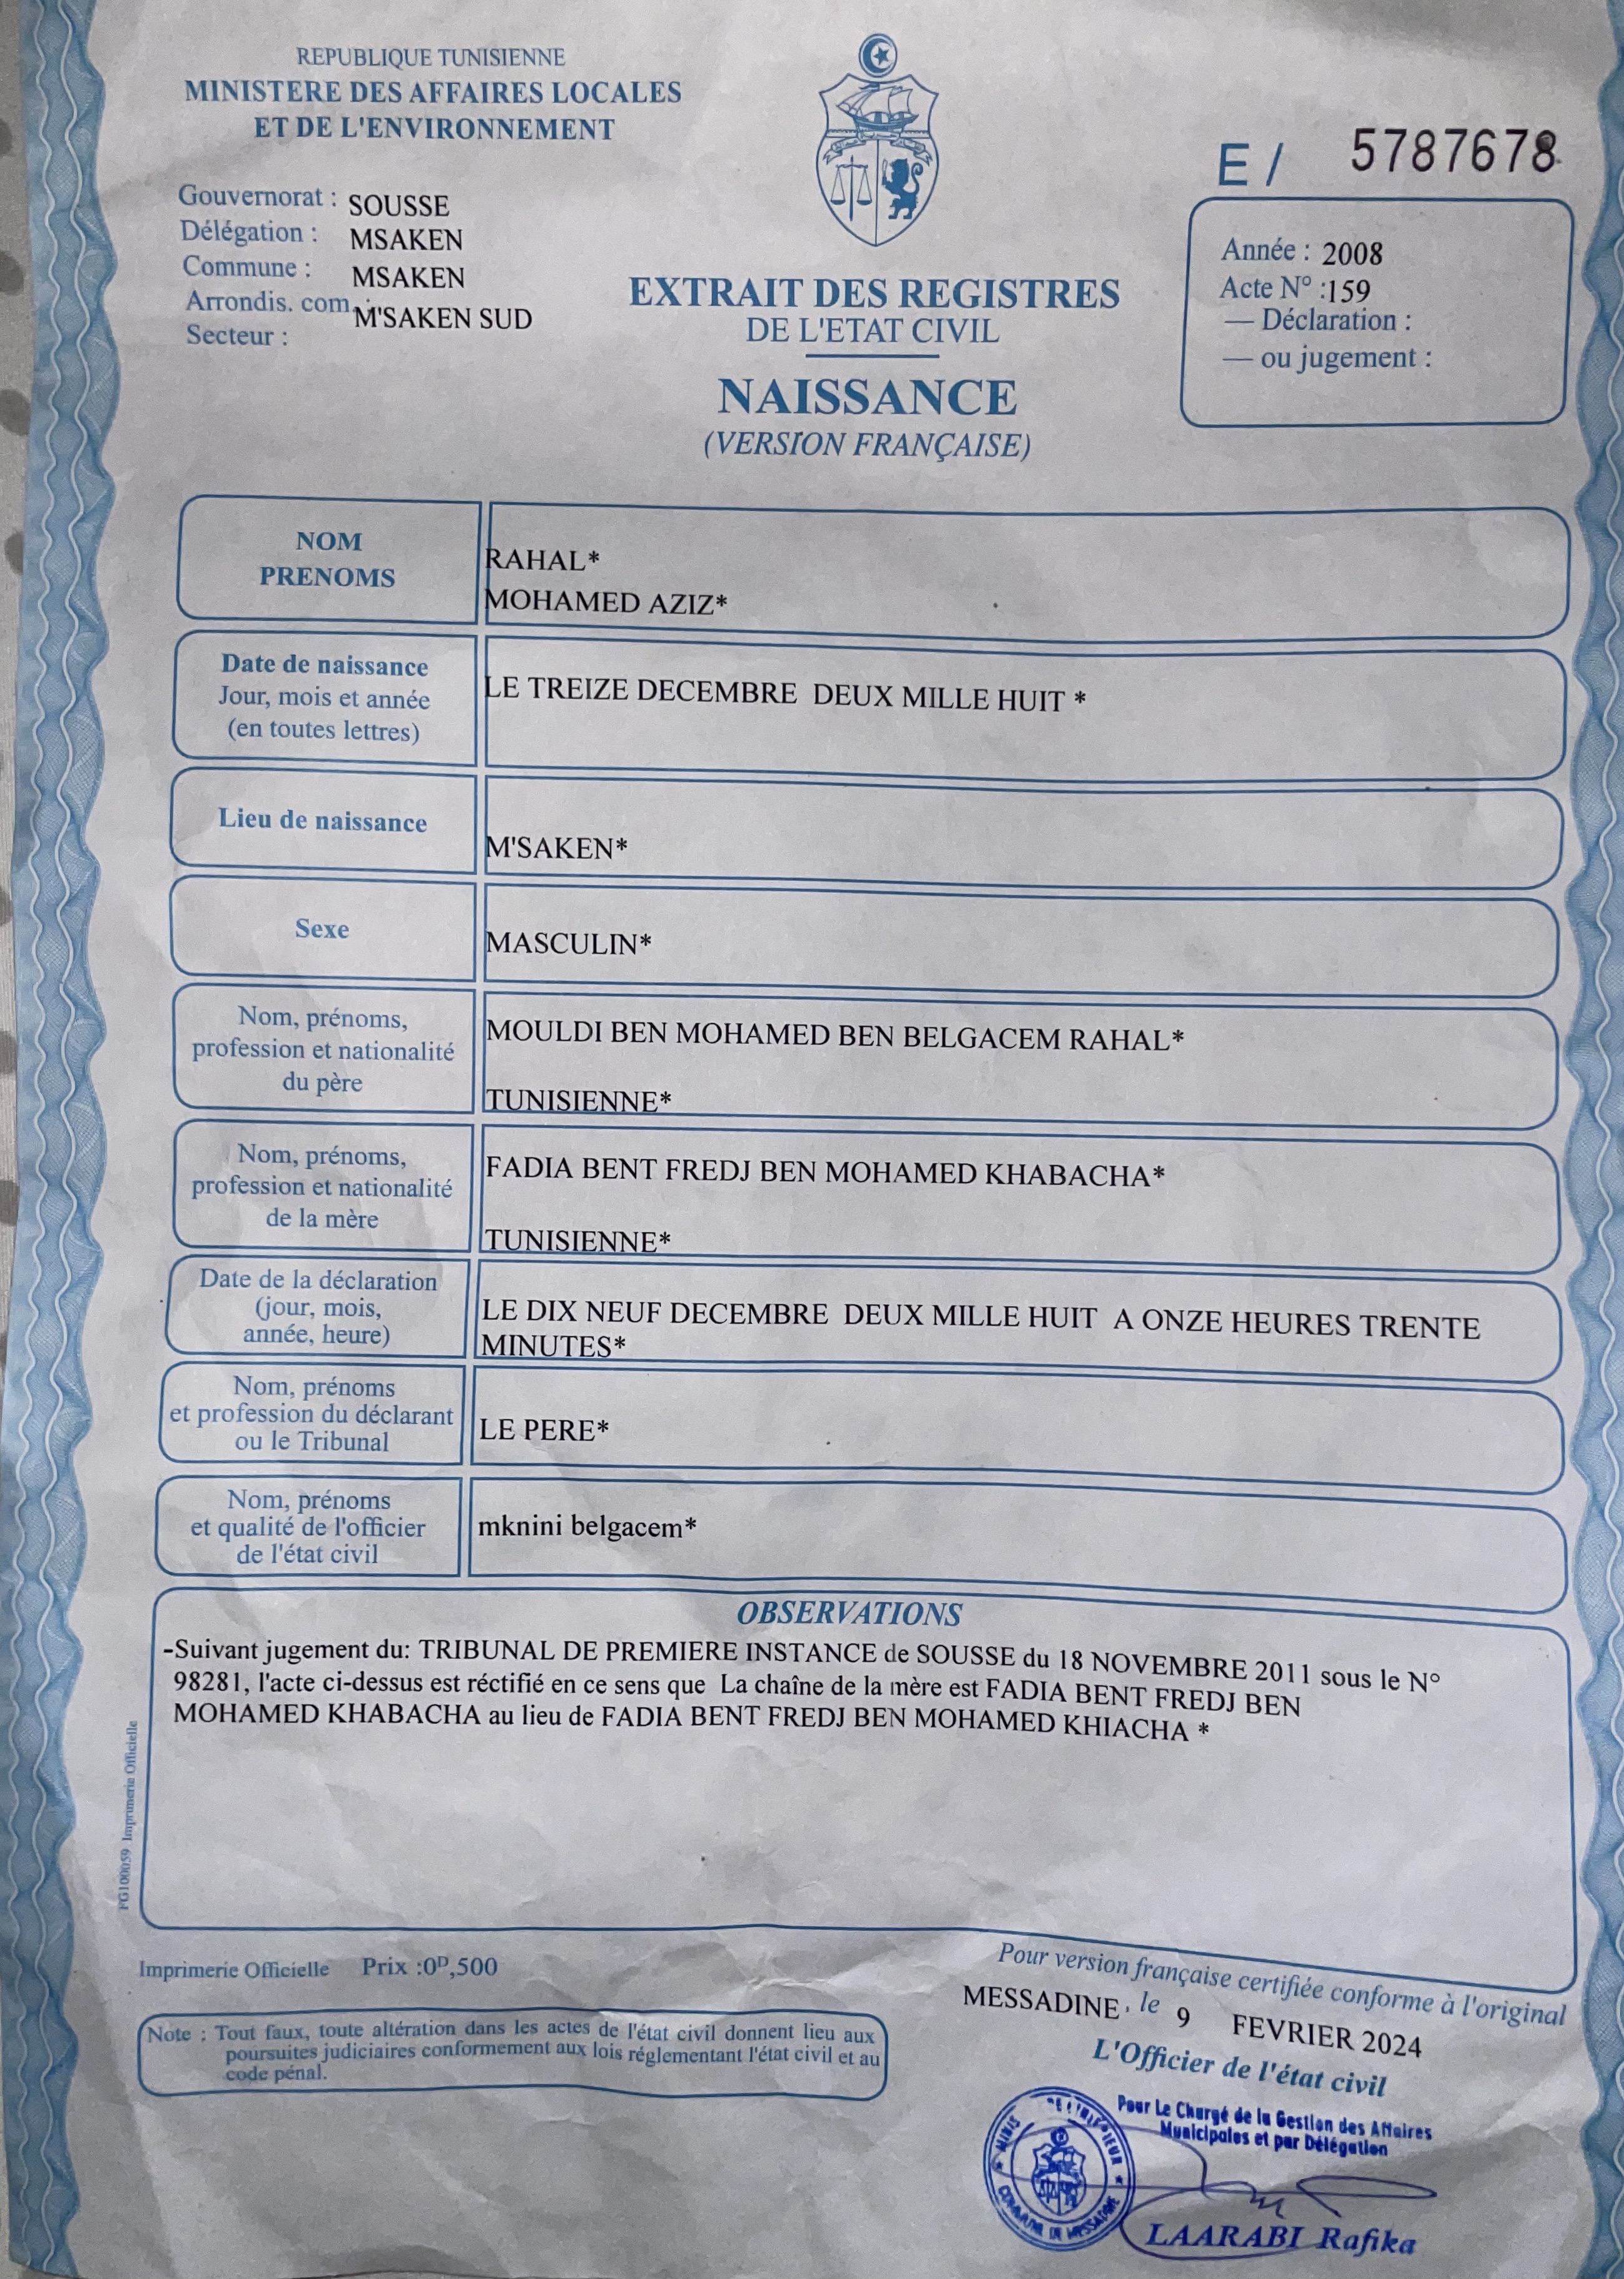 REPUBLIQUE TUNISIENNE
MINISTERE DES AFFAIRES LOCALES
ET DE L'ENVIRONNEMENT
Gouvernorat : SOUSSE
Délégation : MSAKEN
Commune : MSAKEN
Arrondis. com. : M'SAKEN SUD
Secteur :
EXTRAIT DES REGISTRES
DE L'ETAT CIVIL
NAISSANCE
(VERSION FRANÇAISE)
E / 5787678
Année : 2008
Acte N° :159
— Déclaration :
— ou jugement :
NOM
PRENOMS
RAHAL*
MOHAMED AZIZ*
Date de naissance
Jour, mois et année
(en toutes lettres)
LE TREIZE DECEMBRE DEUX MILLE HUIT *
Lieu de naissance
M'SAKEN*
Sexe
MASCULIN*
Nom, prénoms,
profession et nationalité
du père
MOULDI BEN MOHAMED BEN BELGACEM RAHAL*
TUNISIENNE*
Nom, prénoms,
profession et nationalité
de la mère
FADIA BENT FREDJ BEN MOHAMED KHABACHA*
TUNISIENNE*
Date de la déclaration
(jour, mois,
année, heure)
LE DIX NEUF DECEMBRE DEUX MILLE HUIT A ONZE HEURES TRENTE
MINUTES*
Nom, prénoms
et profession du déclarant
ou le Tribunal
LE PERE*
Nom, prénoms
et qualité de l'officier
de l'état civil
mknini belgacem*
OBSERVATIONS
-Suivant jugement du: TRIBUNAL DE PREMIERE INSTANCE de SOUSSE du 18 NOVEMBRE 2011 sous le N°
98281, l'acte ci-dessus est réctifié en ce sens que La chaîne de la mère est FADIA BENT FREDJ BEN
MOHAMED KHABACHA au lieu de FADIA BENT FREDJ BEN MOHAMED KHIACHA *
FG100059 Imprimerie Officielle
Imprimerie Officielle Prix :0D,500
Note : Tout faux, toute altération dans les actes de l'état civil donnent lieu aux
poursuites judiciaires conformement aux lois réglementant l'état civil et au
code pénal.
Pour version française certifiée conforme à l'original
MESSADINE, le 9 FEVRIER 2024
L'Officier de l'état civil
Pour Le Chargé de la Gestion des Affaires
Municipales et par Délégation
COMMUNE DE MESSADINE
LAARABI Rafika